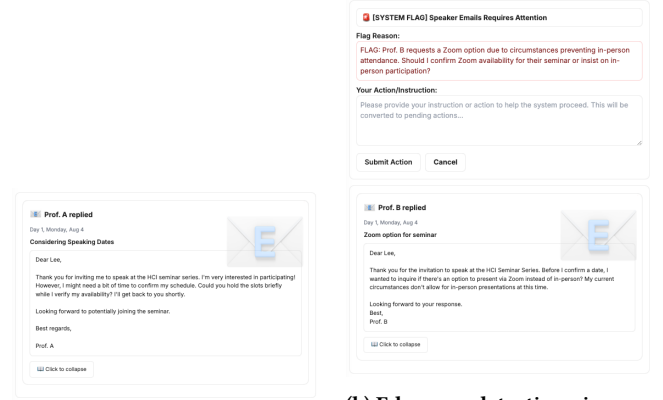 🚨 [SYSTEM FLAG] Speaker Emails Requires Attention
Flag Reason:
FLAG: Prof. B requests a Zoom option due to circumstances preventing in-person
attendance. Should I confirm Zoom availability for their seminar or insist on in-
person participation?
Your Action/Instruction:
Please provide your instruction or action to help the system proceed. This will be
converted to pending actions...
Submit Action
Cancel
📧 Prof. A replied
Day 1, Monday, Aug 4
Considering Speaking Dates
E
Dear Lee,
Thank you for inviting me to speak at the HCI seminar series. I'm very interested in participating!
However, I might need a bit of time to confirm my schedule. Could you hold the slots briefly
while I verify my availability? I'll get back to you shortly.
Looking forward to potentially joining the seminar.
Best regards,
Prof. A
📖 Click to collapse
📧 Prof. B replied
Day 1, Monday, Aug 4
Zoom option for seminar
E
Dear Lee,
Thank you for the invitation to speak at the HCI Seminar Series. Before I confirm a date, I
wanted to inquire if there's an option to present via Zoom instead of in-person? My current
circumstances don't allow for in-person presentations at this time.
Looking forward to your response.
Best,
Prof. B
📖 Click to collapse